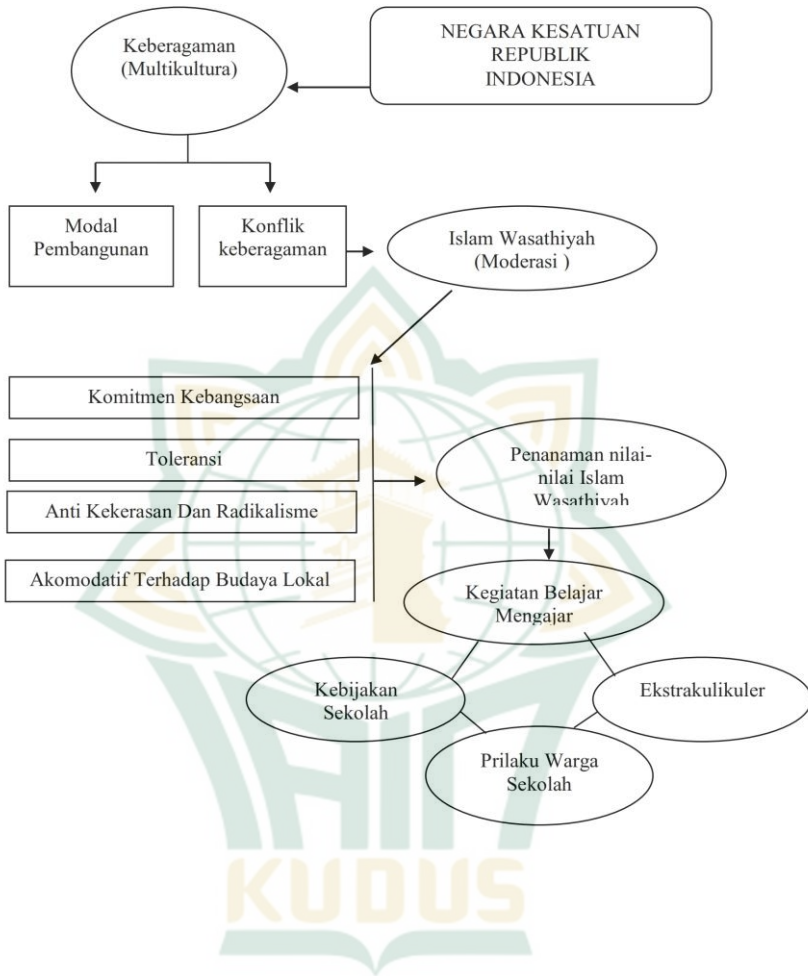 Keberagaman
(Multikultura)
NEGARA KESATUAN
REPUBLIK
INDONESIA
Modal
Pembangunan
Konflik
keberagaman
Islam Wasathiyah
(Moderasi )
Komitmen Kebangsaan
Toleransi
Anti Kekerasan Dan Radikalisme
Akomodatif Terhadap Budaya Lokal
Penanaman nilai-
nilai Islam
Wasathiyah
Kegiatan Belajar
Mengajar
Kebijakan
Sekolah
Ekstrakulikuler
Prilaku Warga
Sekolah
IAIN
KUDUS